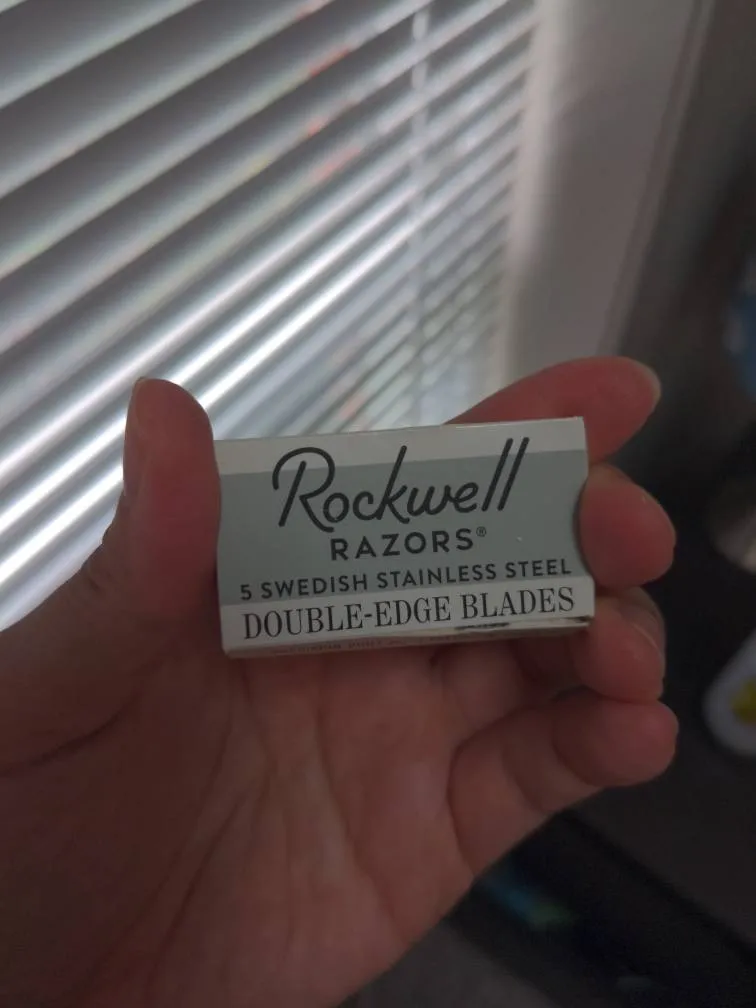 Rockwell
RAZORS®
5 SWEDISH STAINLESS STEEL
DOUBLE-EDGE BLADES